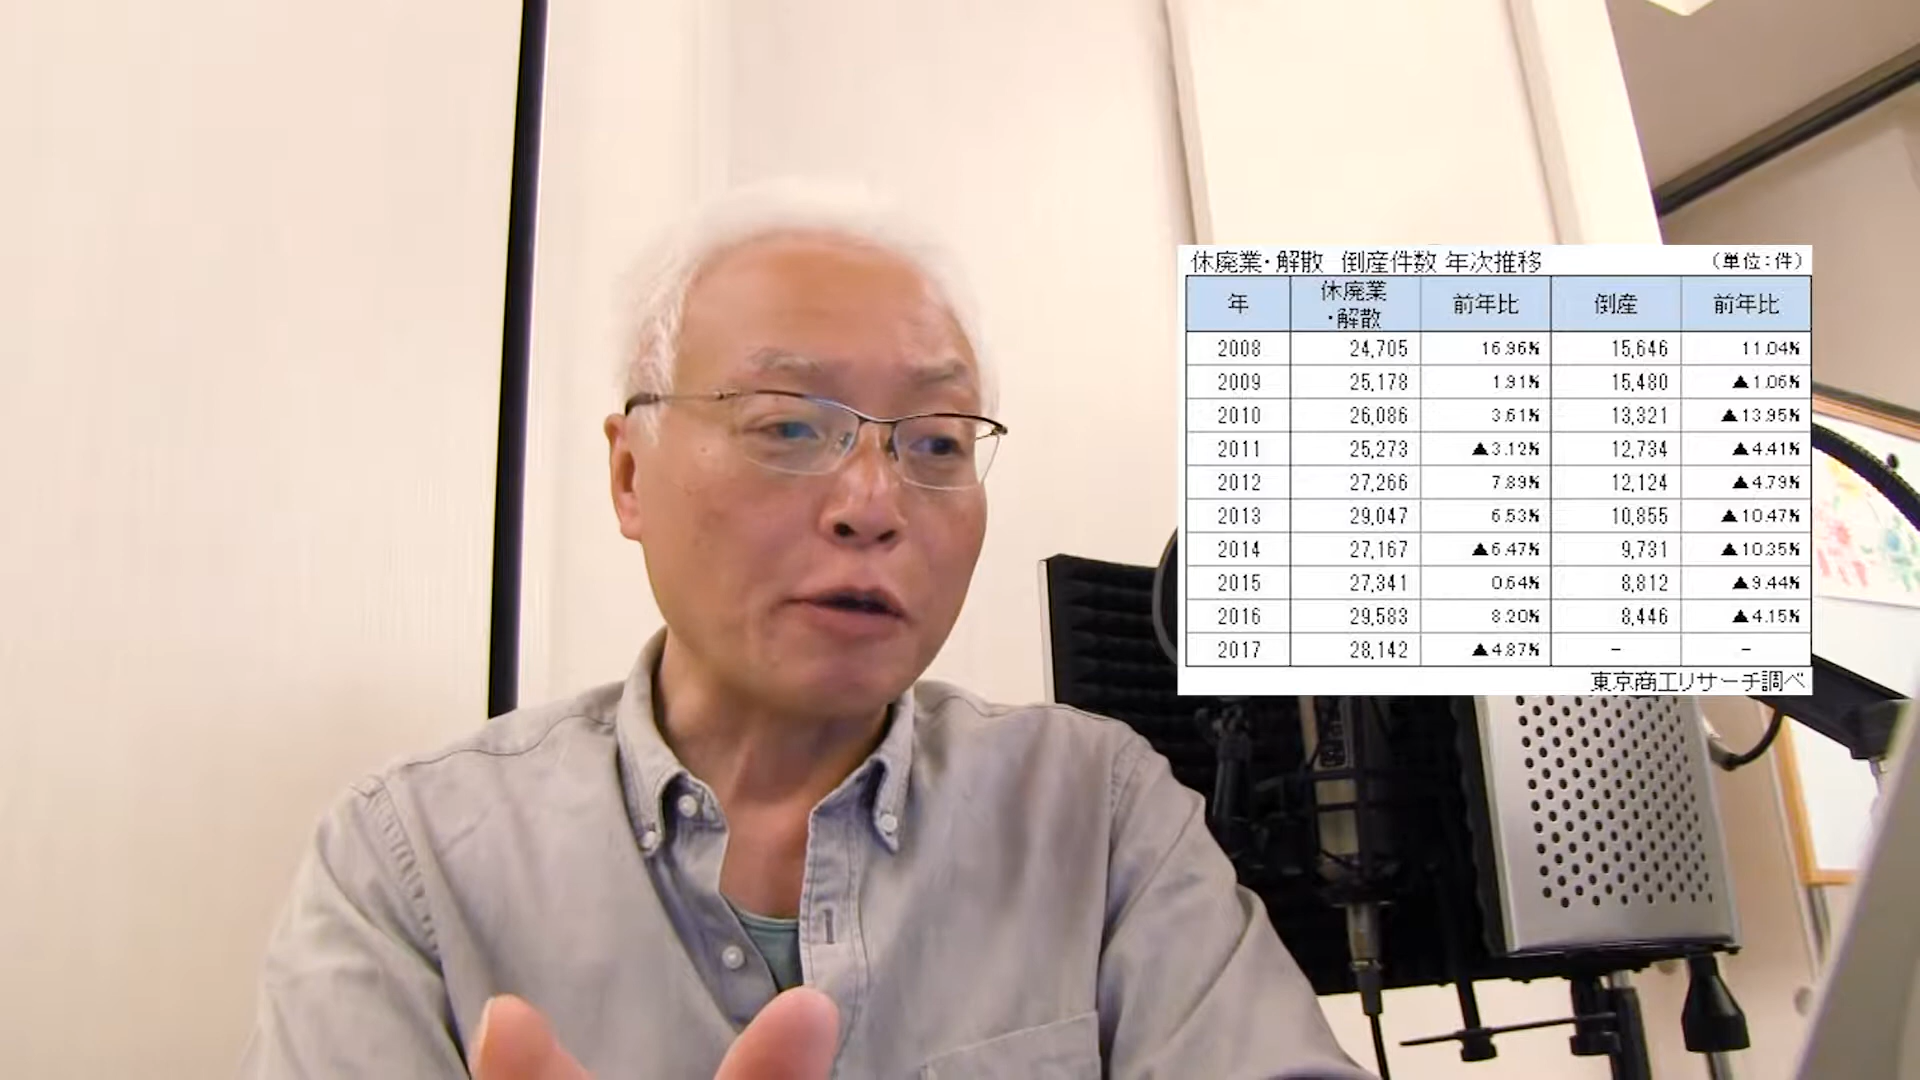 休廃業・解散 倒産件数 年次推移 (単位:件)
年 休廃業・解散 前年比 倒産 前年比
2008 24,705 16.96% 15,646 11.04%
2009 25,178 1.91% 15,480 ▲1.06%
2010 26,086 3.61% 13,321 ▲13.95%
2011 25,273 ▲3.12% 12,734 ▲4.41%
2012 27,266 7.89% 12,124 ▲4.79%
2013 29,047 6.53% 10,855 ▲10.47%
2014 27,167 ▲6.47% 9,731 ▲10.35%
2015 27,341 0.64% 8,812 ▲9.44%
2016 29,583 8.20% 8,446 ▲4.15%
2017 28,142 ▲4.87% - -
東京商工リサーチ調べ